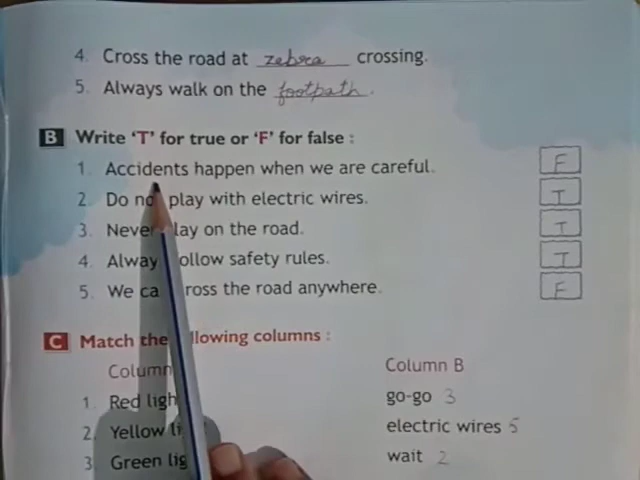 4. Cross the road at zebra crossing.
5. Always walk on the footpath.
B Write 'T' for true or 'F' for false :
1. Accidents happen when we are careful. F
2. Do no play with electric wires. T
3. Never lay on the road. T
4. Alway ollow safety rules. T
5. We ca ross the road anywhere. F
C Match the llowing columns :
Column Column B
1. Red ligh go-go 3
2. Yellow li electric wires 5
3. Green lig wait 2